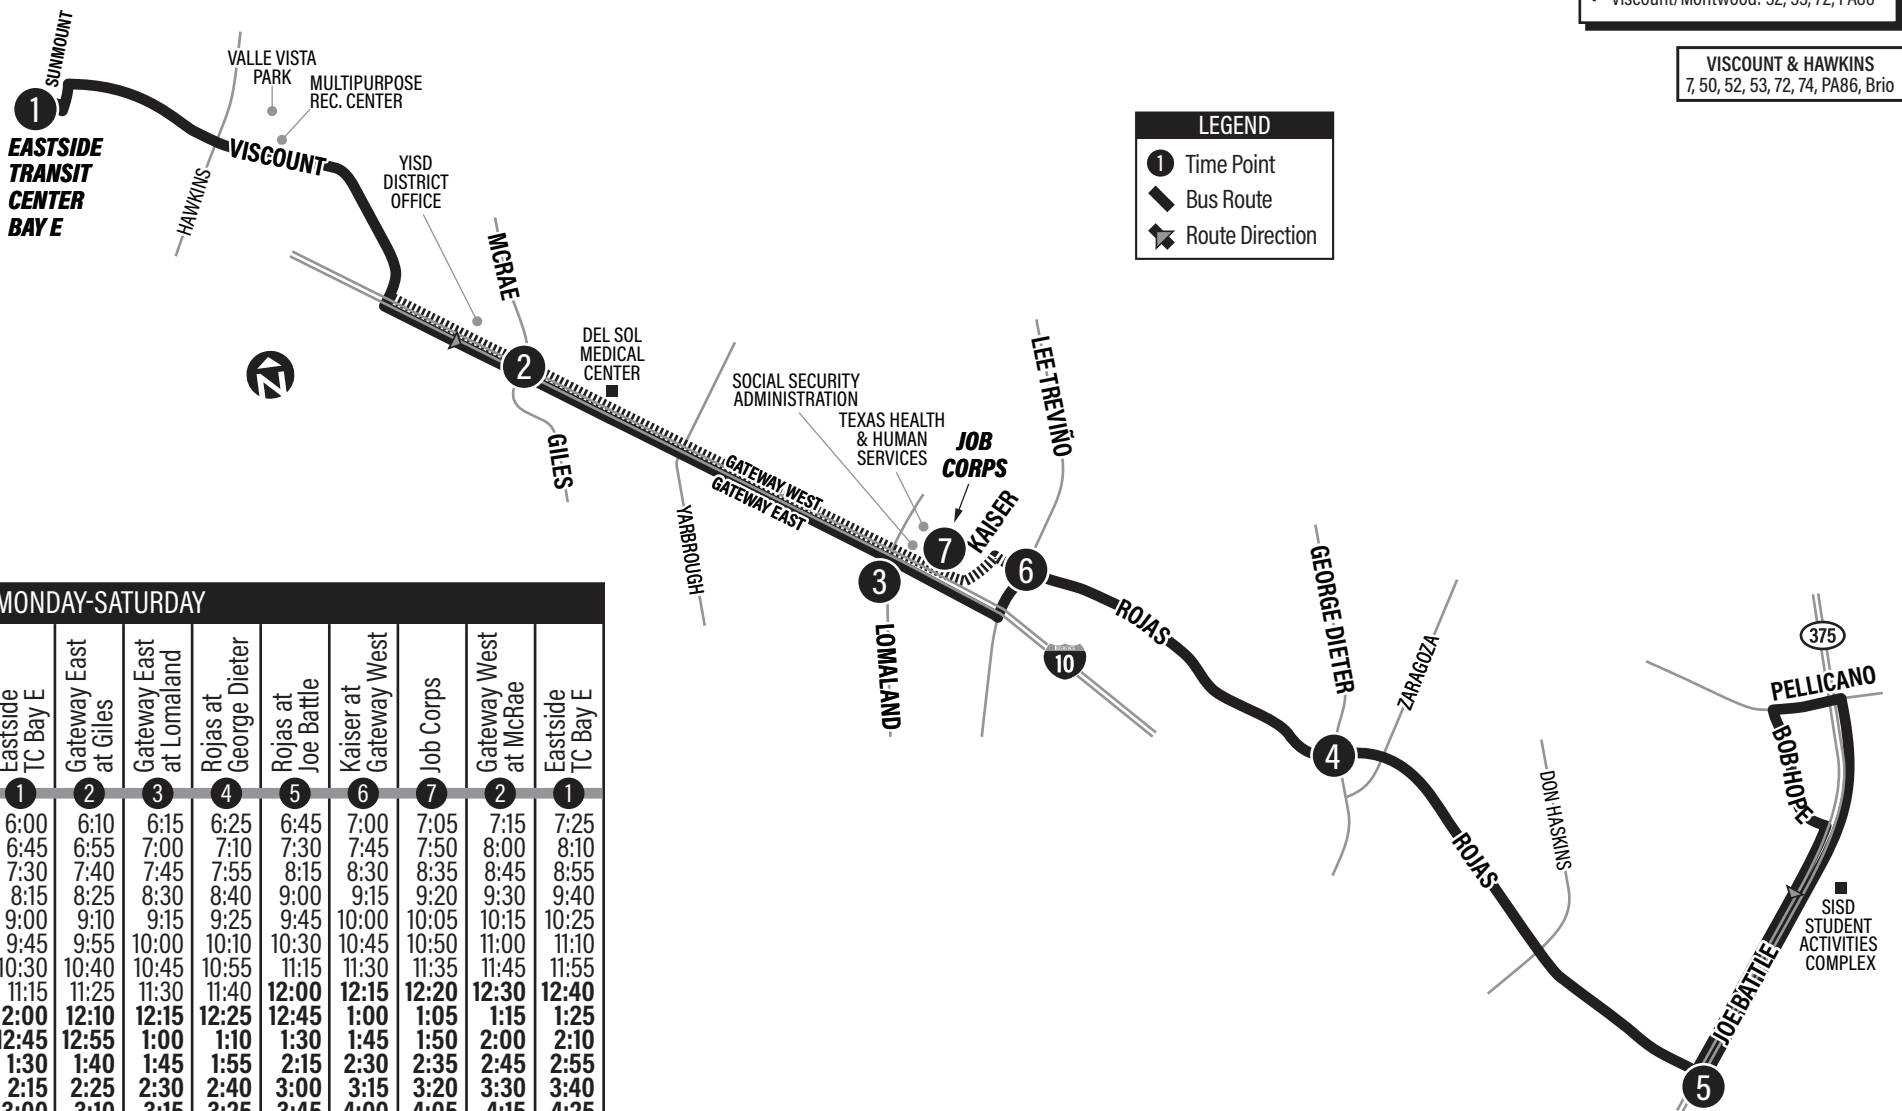 VISCOUNT & HAWKINS
7, 50, 52, 53, 72, 74, PA86, Brio
SUNMOUNT
1
EASTSIDE
TRANSIT
CENTER
BAY E
VALLE VISTA
PARK
MULTIPURPOSE
REC. CENTER
HAWKINS
VISCOUNT
YISD
DISTRICT
OFFICE
MCRAE
N
2
GILES
DEL SOL
MEDICAL
CENTER
YARBROUGH
GATEWAY WEST
GATEWAY EAST
SOCIAL SECURITY
ADMINISTRATION
TEXAS HEALTH
& HUMAN
SERVICES
JOB
CORPS
7
KAISER
3
LOMALAND
LEE TREVIÑO
6
10
ROJAS
GEORGE DIETER
ZARAGOZA
4
ROJAS
DON HASKINS
375
PELLICANO
BOB HOPE
SISD
STUDENT
ACTIVITIES
COMPLEX
JOE BATTLE
5
LEGEND
1 Time Point
Bus Route
Route Direction
MONDAY-SATURDAY
Eastside
TC Bay E
Gateway East
at Giles
Gateway East
at Lomaland
Rojas at
George Dieter
Rojas at
Joe Battle
Kaiser at
Gateway West
Job Corps
Gateway West
at McRae
Eastside
TC Bay E
1 2 3 4 5 6 7 2 1
6:00 6:10 6:15 6:25 6:45 7:00 7:05 7:15 7:25
6:45 6:55 7:00 7:10 7:30 7:45 7:50 8:00 8:10
7:30 7:40 7:45 7:55 8:15 8:30 8:35 8:45 8:55
8:15 8:25 8:30 8:40 9:00 9:15 9:20 9:30 9:40
9:00 9:10 9:15 9:25 9:45 10:00 10:05 10:15 10:25
9:45 9:55 10:00 10:10 10:30 10:45 10:50 11:00 11:10
10:30 10:40 10:45 10:55 11:15 11:30 11:35 11:45 11:55
11:15 11:25 11:30 11:40 12:00 12:15 12:20 12:30 12:40
2:00 12:10 12:15 12:25 12:45 1:00 1:05 1:15 1:25
12:45 12:55 1:00 1:10 1:30 1:45 1:50 2:00 2:10
1:30 1:40 1:45 1:55 2:15 2:30 2:35 2:45 2:55
2:15 2:25 2:30 2:40 3:00 3:15 3:20 3:30 3:40